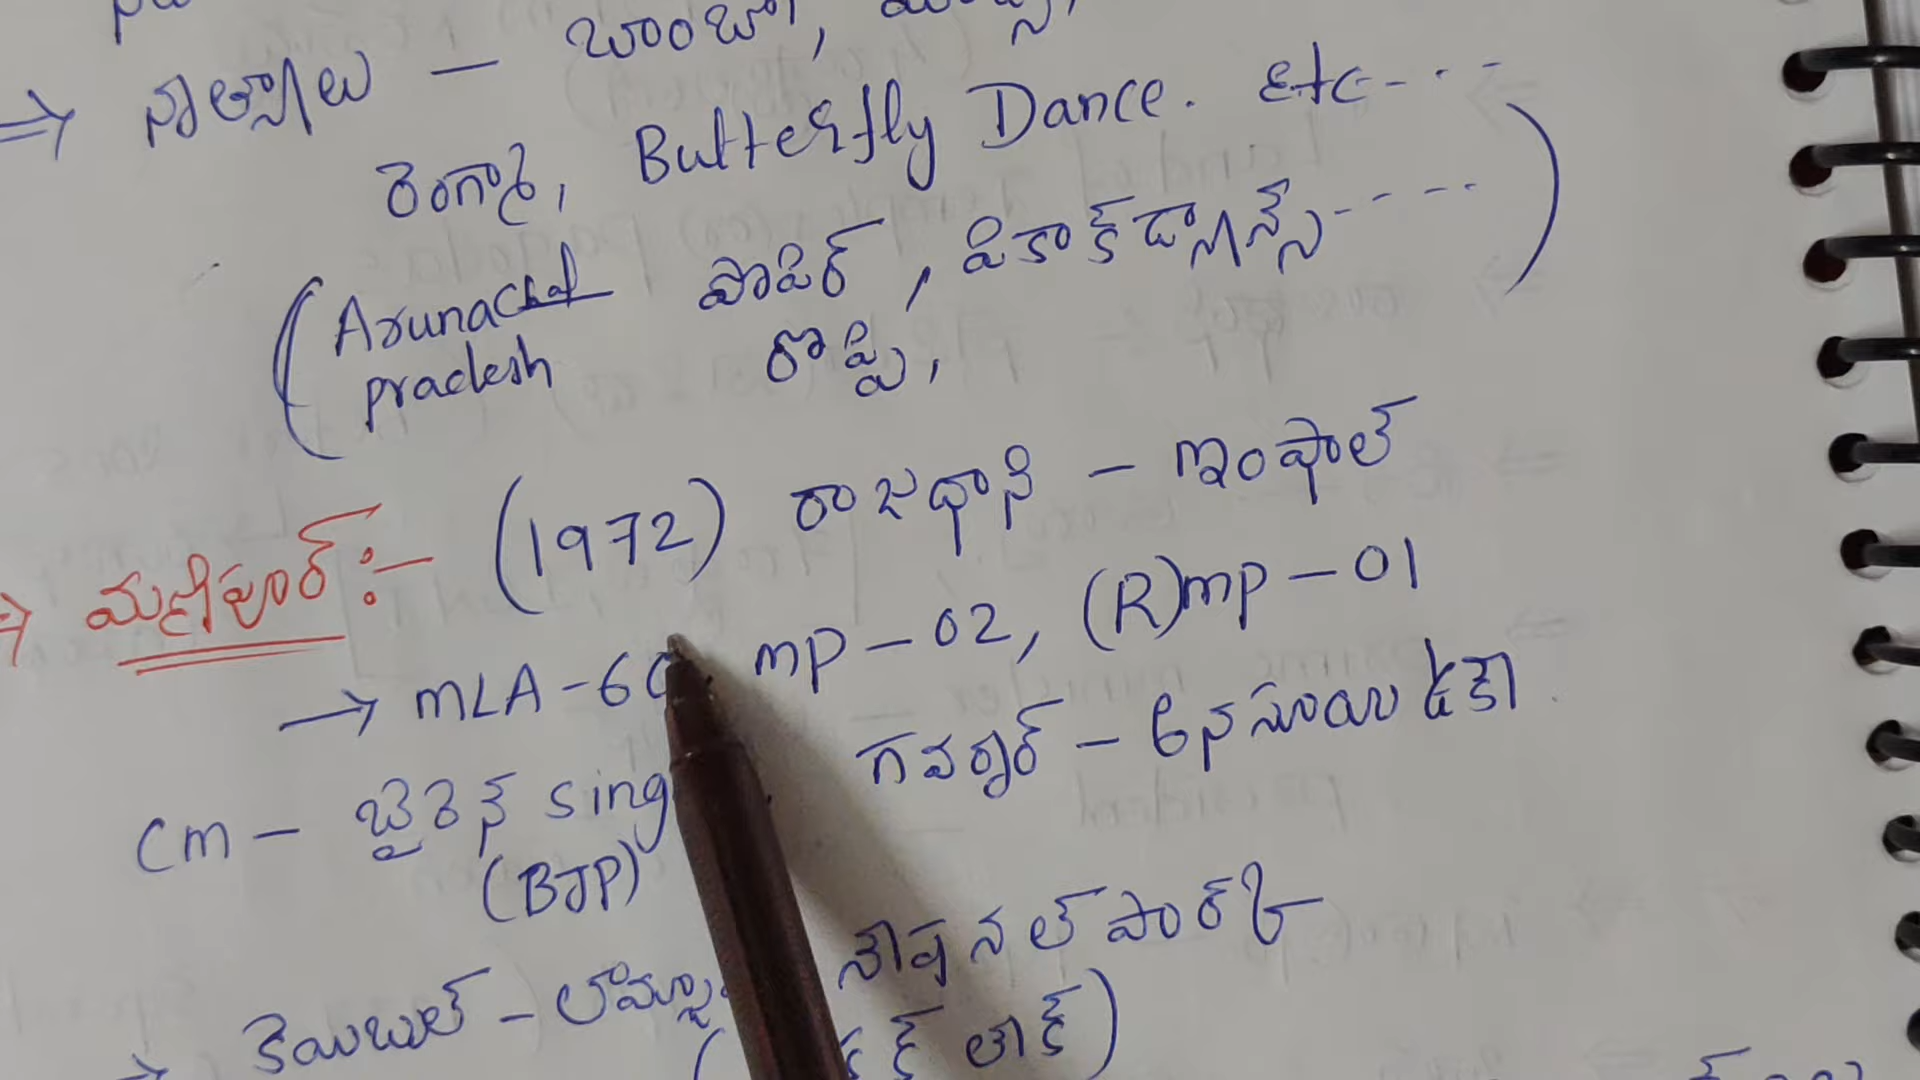 ⇒ నాట్యాలు – బాంబూ,
రెంగ్మా, Butterfly Dance. etc-...
(Arunachal pradesh పాపిర్, పికాక్ డ్యాన్స్ - - - -)
రొప్పి,
⇒ మణిపూర్ :- (1972) రాజధాని – ఇంఫాల్
→ MLA - 60, mp - 02, (R)mp - 01
Cm – బైరెన్ sing గవర్నర్ – అనసూయ ఉకే
(BJP)
→ కెయిబుల్ – లామ్జా నేషనల్ పార్క్